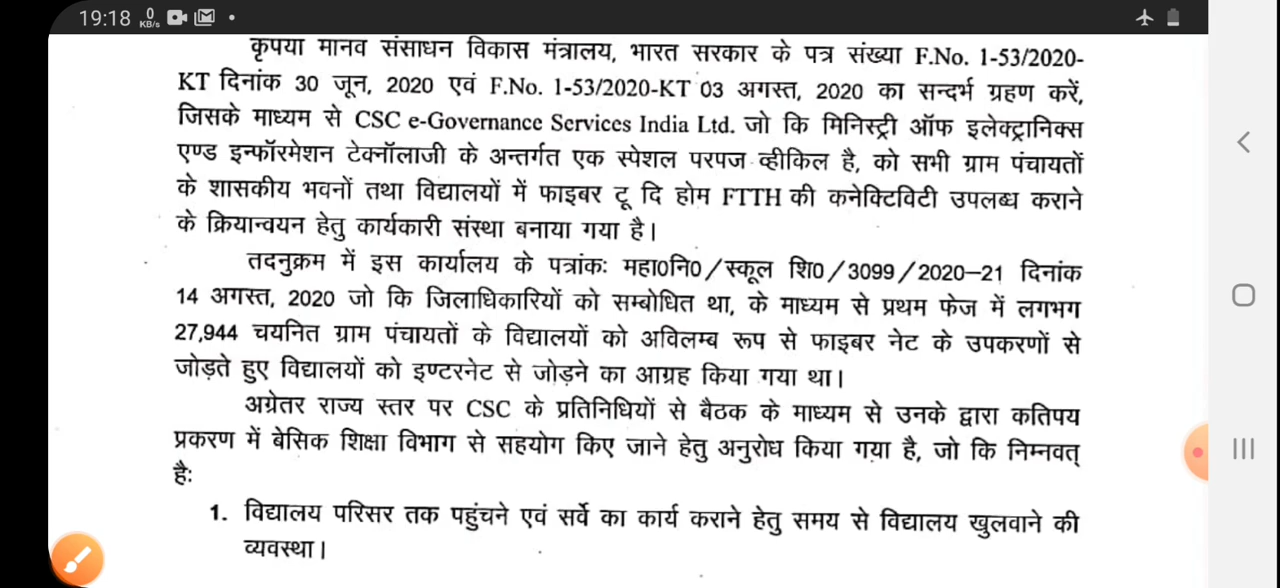 19:18 0 KB/s
कृपया मानव संसाधन विकास मंत्रालय, भारत सरकार के पत्र संख्या F.No. 1-53/2020-
KT दिनांक 30 जून, 2020 एवं F.No. 1-53/2020-KT 03 अगस्त, 2020 का सन्दर्भ ग्रहण करें,
जिसके माध्यम से CSC e-Governance Services India Ltd. जो कि मिनिस्ट्री ऑफ इलेक्ट्रानिक्स
एण्ड इन्फॉरमेशन टेक्नॉलाजी के अन्तर्गत एक स्पेशल परपज व्हीकिल है, को सभी ग्राम पंचायतों
के शासकीय भवनों तथा विद्यालयों में फाइबर टू दि होम FTTH की कनेक्टिविटी उपलब्ध कराने
के क्रियान्वयन हेतु कार्यकारी संस्था बनाया गया है।
तदनुक्रम में इस कार्यालय के पत्रांकः महा0नि0/स्कूल शि0/3099/2020-21 दिनांक
14 अगस्त, 2020 जो कि जिलाधिकारियों को सम्बोधित था, के माध्यम से प्रथम फेज में लगभग
27,944 चयनित ग्राम पंचायतों के विद्यालयों को अविलम्ब रूप से फाइबर नेट के उपकरणों से
जोड़ते हुए विद्यालयों को इण्टरनेट से जोड़ने का आग्रह किया गया था।
अग्रेतर राज्य स्तर पर CSC के प्रतिनिधियों से बैठक के माध्यम से उनके द्वारा कतिपय
प्रकरण में बेसिक शिक्षा विभाग से सहयोग किए जाने हेतु अनुरोध किया गया है, जो कि निम्नवत्
हैः
1. विद्यालय परिसर तक पहुंचने एवं सर्वे का कार्य कराने हेतु समय से विद्यालय खुलवाने की
व्यवस्था।